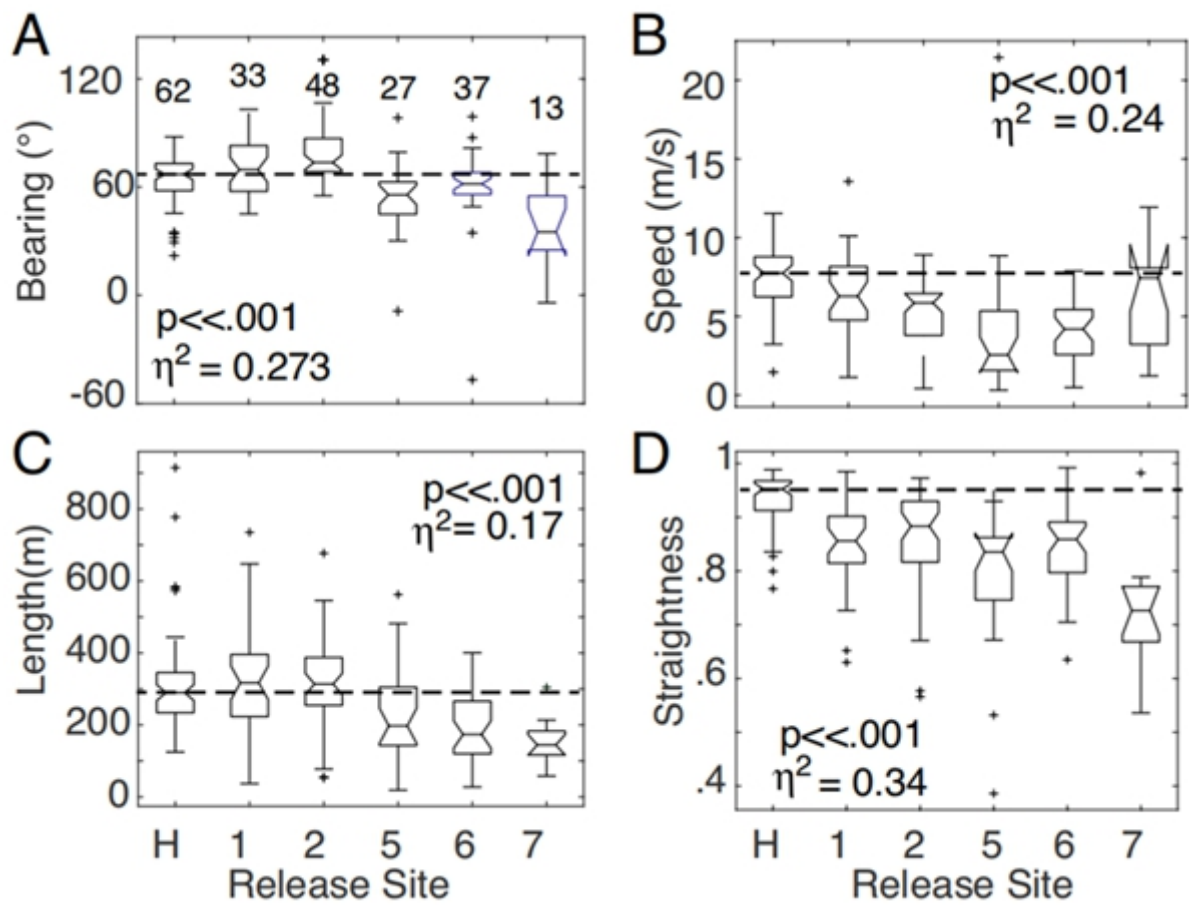 A
120
60
0
-60
Bearing (°)
62
33
48
27
37
13
p<<.001
η² = 0.273
B
20
15
10
5
0
Speed (m/s)
p<<.001
η² = 0.24
C
800
600
400
200
0
Length(m)
p<<.001
η²= 0.17
H 1 2 5 6 7
Release Site
D
1
.8
.6
.4
Straightness
p<<.001
η² = 0.34
H 1 2 5 6 7
Release Site